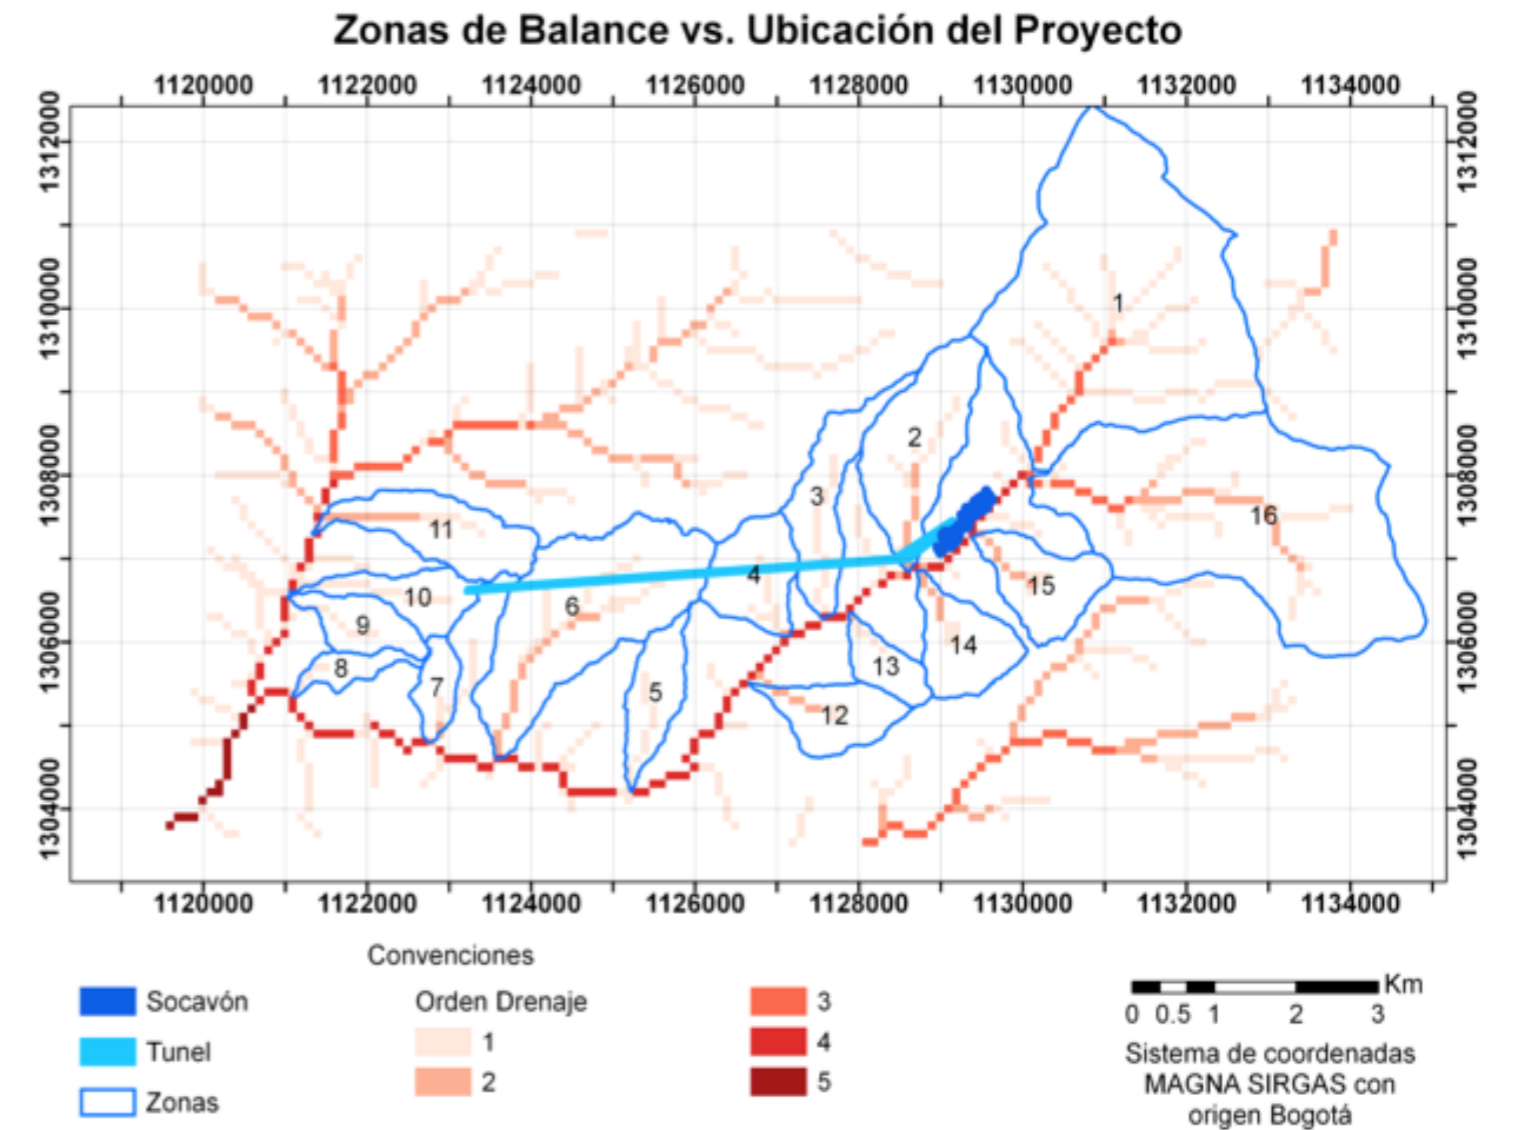 Zonas de Balance vs. Ubicación del Proyecto
1120000 1122000 1124000 1126000 1128000 1130000 1132000 1134000
1312000 1312000
1310000 1310000
1308000 1308000
1306000 1306000
1304000 1304000
1
2
3
16
11
4
15
10
6
9
14
8
13
7
5
12
1120000 1122000 1124000 1126000 1128000 1130000 1132000 1134000
Convenciones
Socavón
Tunel
Zonas
Orden Drenaje
1
2
3
4
5
Km
0 0.5 1 2 3
Sistema de coordenadas
MAGNA SIRGAS con
origen Bogotá